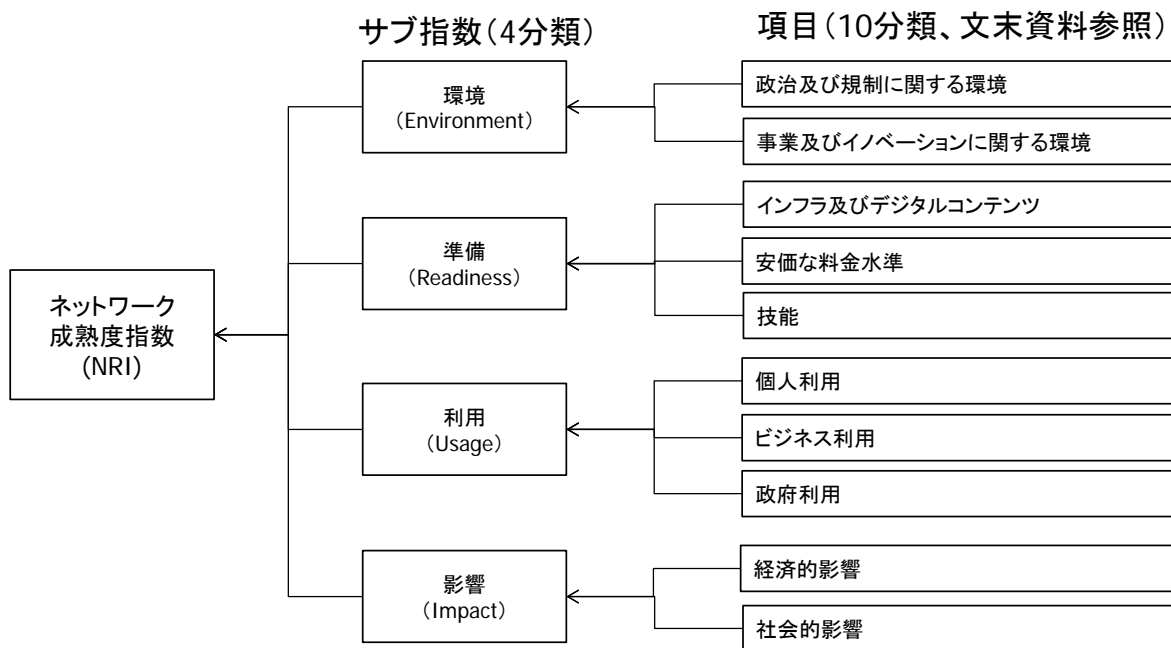 サブ指数(4分類)
項目(10分類、文末資料参照)
ネットワーク
成熟度指数
(NRI)
環境
(Environment)
政治及び規制に関する環境
事業及びイノベーションに関する環境
準備
(Readiness)
インフラ及びデジタルコンテンツ
安価な料金水準
技能
利用
(Usage)
個人利用
ビジネス利用
政府利用
影響
(Impact)
経済的影響
社会的影響